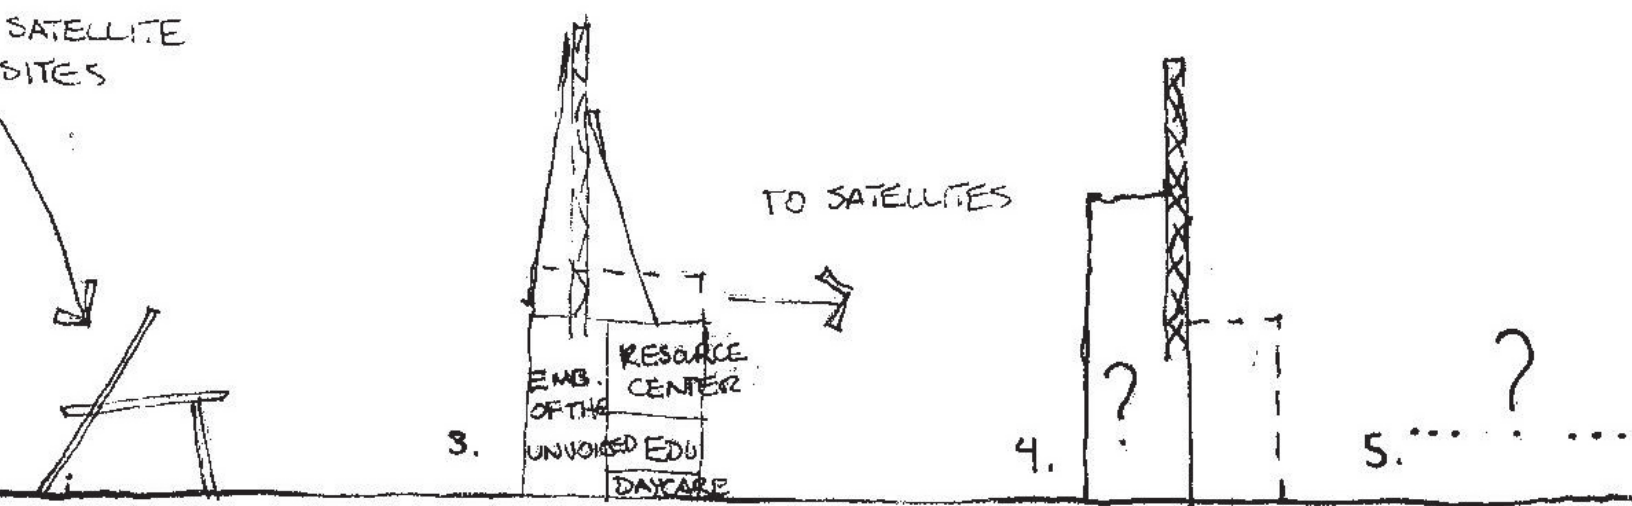 SATELLITE
SITES
TO SATELLITES
3.
EMB.
OF THE
UNVOICED
RESOURCE
CENTER
EDU
DAYCARE
4.
?
5.
?